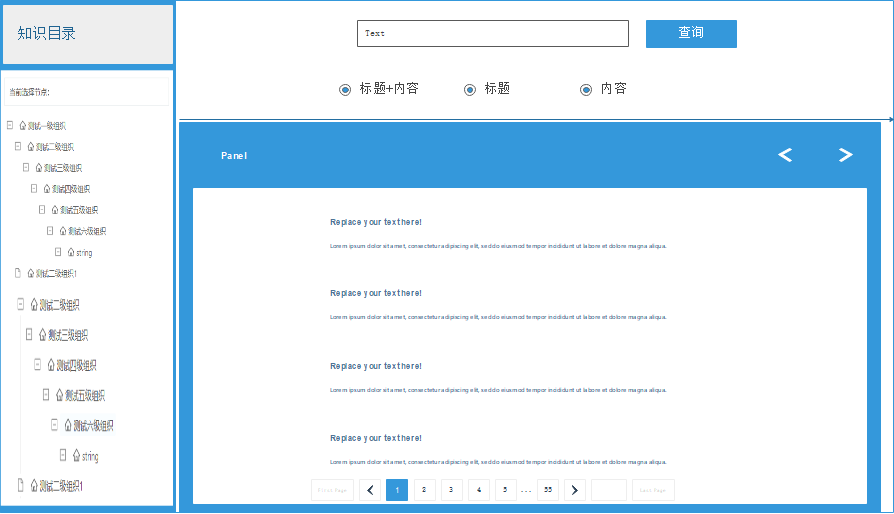 知识目录
当前选择节点:
测试一级组织
测试二级组织
测试三级组织
测试四级组织
测试五级组织
测试六级组织
string
测试二级组织1
测试二级组织
测试三级组织
测试四级组织
测试五级组织
测试六级组织
string
测试二级组织1
Text
查询
标题+内容 标题 内容
Panel < >
Replace your text here!
Lorem ipsum dolor sit amet, consectetur adipiscing elit, sed do eiusmod tempor incididunt ut labore et dolore magna aliqua.
Replace your text here!
Lorem ipsum dolor sit amet, consectetur adipiscing elit, sed do eiusmod tempor incididunt ut labore et dolore magna aliqua.
Replace your text here!
Lorem ipsum dolor sit amet, consectetur adipiscing elit, sed do eiusmod tempor incididunt ut labore et dolore magna aliqua.
Replace your text here!
Lorem ipsum dolor sit amet, consectetur adipiscing elit, sed do eiusmod tempor incididunt ut labore et dolore magna aliqua.
First Page < 1 2 3 4 5 ... 55 > Last Page